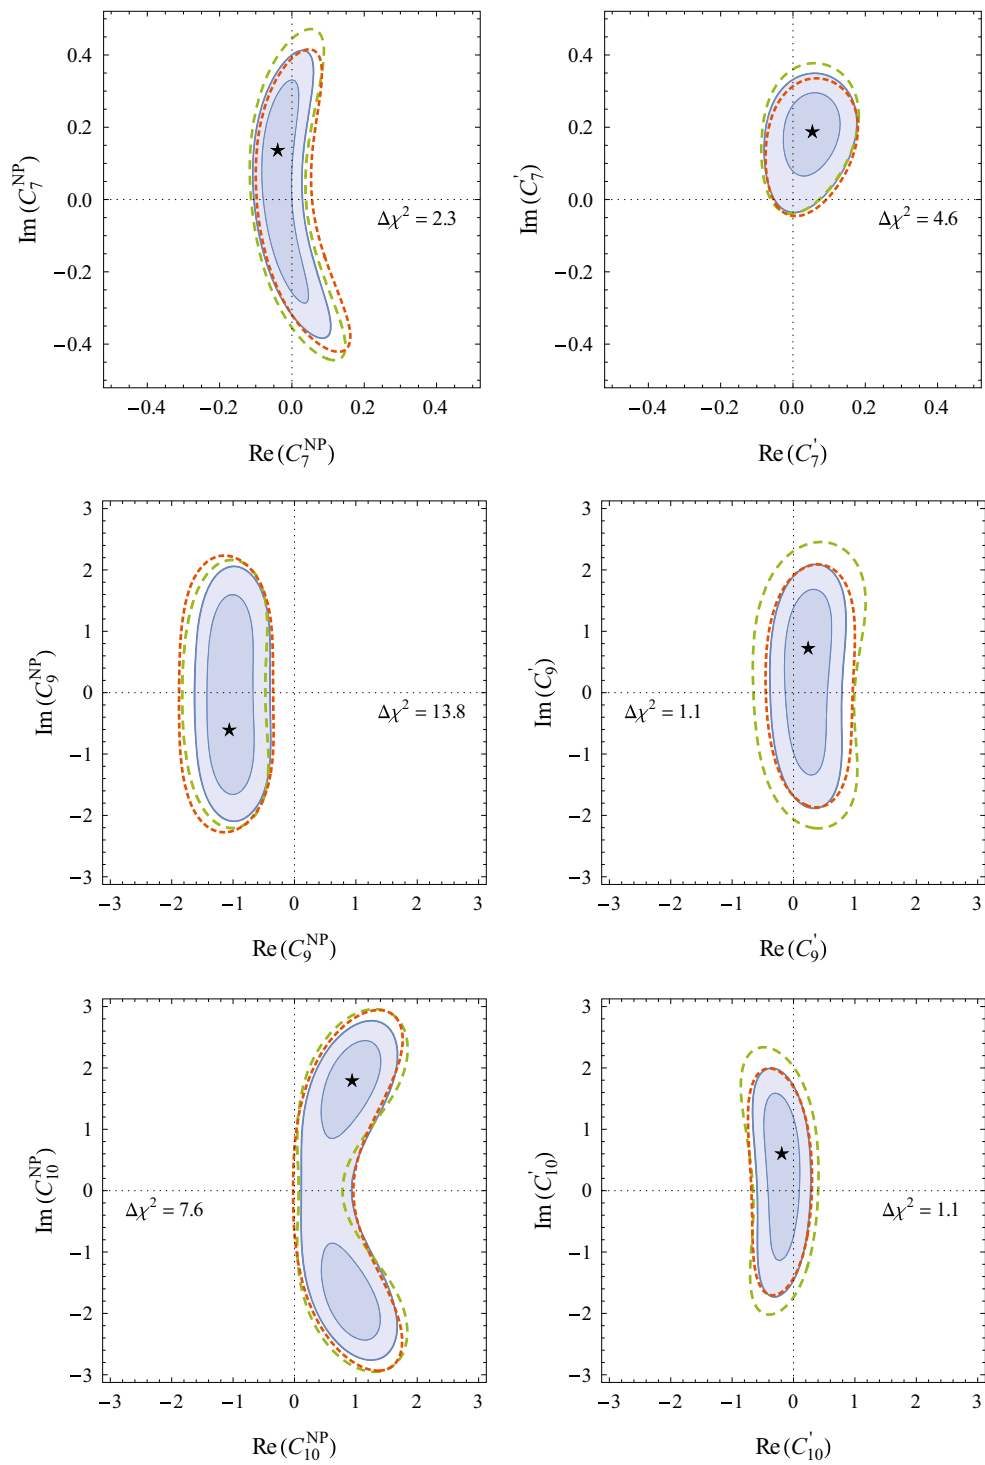 0.4
0.2
0.0
−0.2
−0.4
Im (C₇ᴺᴾ)
Δχ² = 2.3
−0.4 −0.2 0.0 0.2 0.4
Re (C₇ᴺᴾ)
0.4
0.2
0.0
−0.2
−0.4
Im (C₇')
Δχ² = 4.6
−0.4 −0.2 0.0 0.2 0.4
Re (C₇')
3
2
1
0
−1
−2
−3
Im (C₉ᴺᴾ)
Δχ² = 13.8
−3 −2 −1 0 1 2 3
Re (C₉ᴺᴾ)
3
2
1
0
−1
−2
−3
Im (C₉')
Δχ² = 1.1
−3 −2 −1 0 1 2 3
Re (C₉')
3
2
1
0
−1
−2
−3
Im (C₁₀ᴺᴾ)
Δχ² = 7.6
−3 −2 −1 0 1 2 3
Re (C₁₀ᴺᴾ)
3
2
1
0
−1
−2
−3
Im (C₁₀')
Δχ² = 1.1
−3 −2 −1 0 1 2 3
Re (C₁₀')